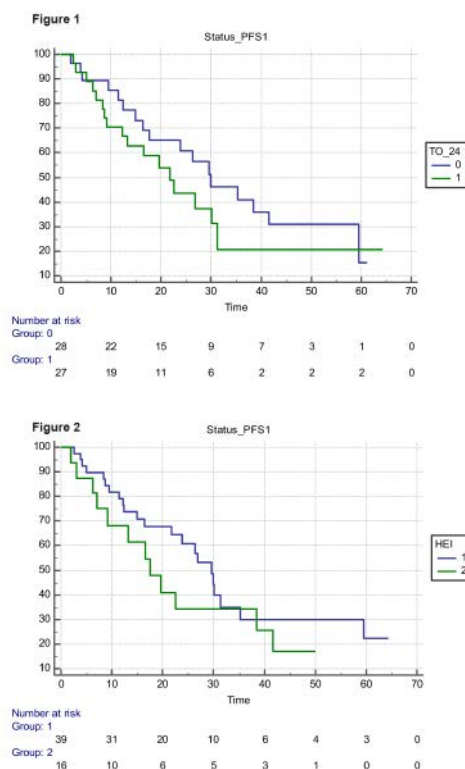 Figure 1
Status_PFS1
100
90
80
70
60
50
40
30
20
10
0 10 20 30 40 50 60 70
Time
TO_24
0
1
Number at risk
Group: 0
28 22 15 9 7 3 1 0
Group: 1
27 19 11 6 2 2 2 0
Figure 2
Status_PFS1
100
90
80
70
60
50
40
30
20
10
0 10 20 30 40 50 60 70
Time
HEI
1
2
Number at risk
Group: 1
39 31 20 10 6 4 3 0
Group: 2
16 10 6 5 3 1 0 0